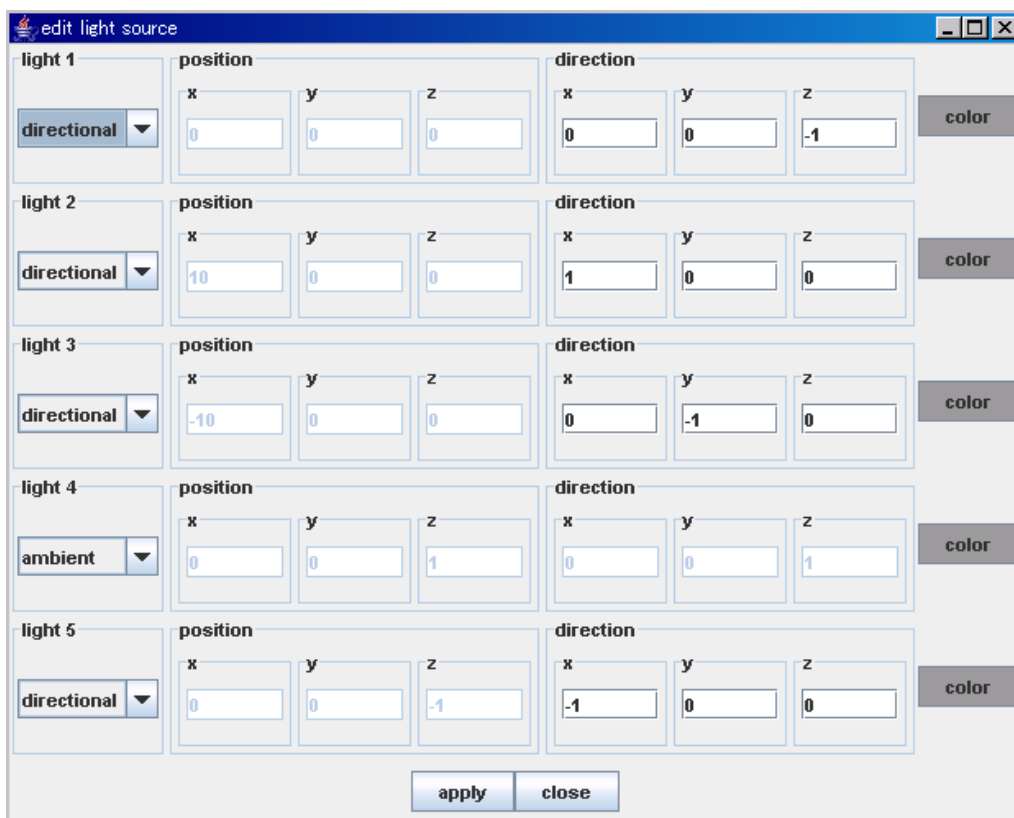 edit light source
light 1 position direction
x y z x y z
directional 0 0 0 0 0 -1 color
light 2 position direction
x y z x y z
directional 10 0 0 1 0 0 color
light 3 position direction
x y z x y z
directional -10 0 0 0 -1 0 color
light 4 position direction
x y z x y z
ambient 0 0 1 0 0 1 color
light 5 position direction
x y z x y z
directional 0 0 -1 -1 0 0 color
apply close